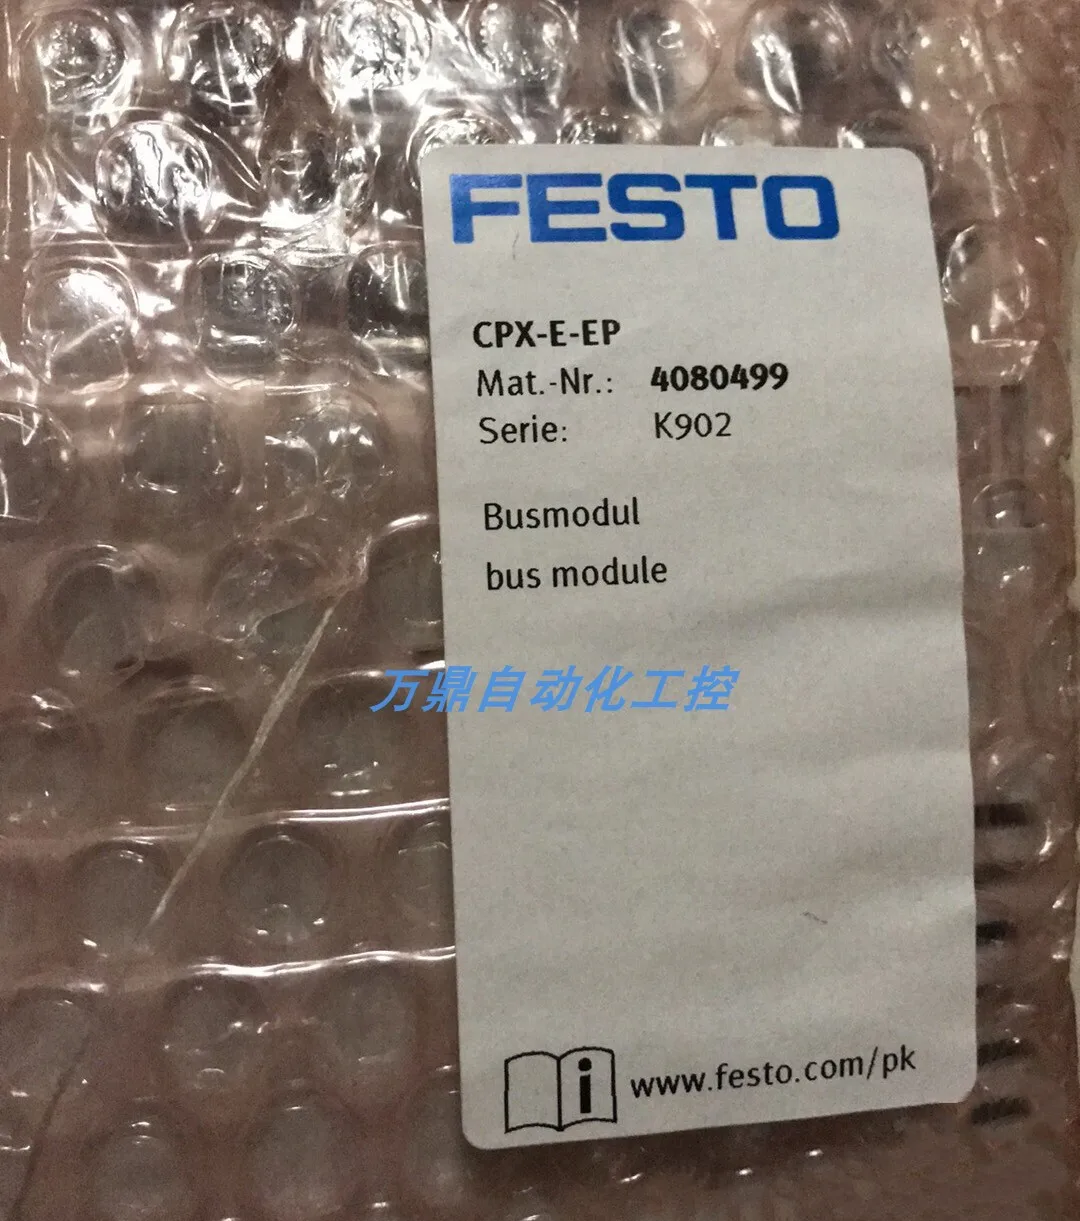 FESTO
CPX-E-EP
Mat.-Nr.: 4080499
Serie: K902
Busmodul
bus module
万鼎自动化工控
www.festo.com/pk